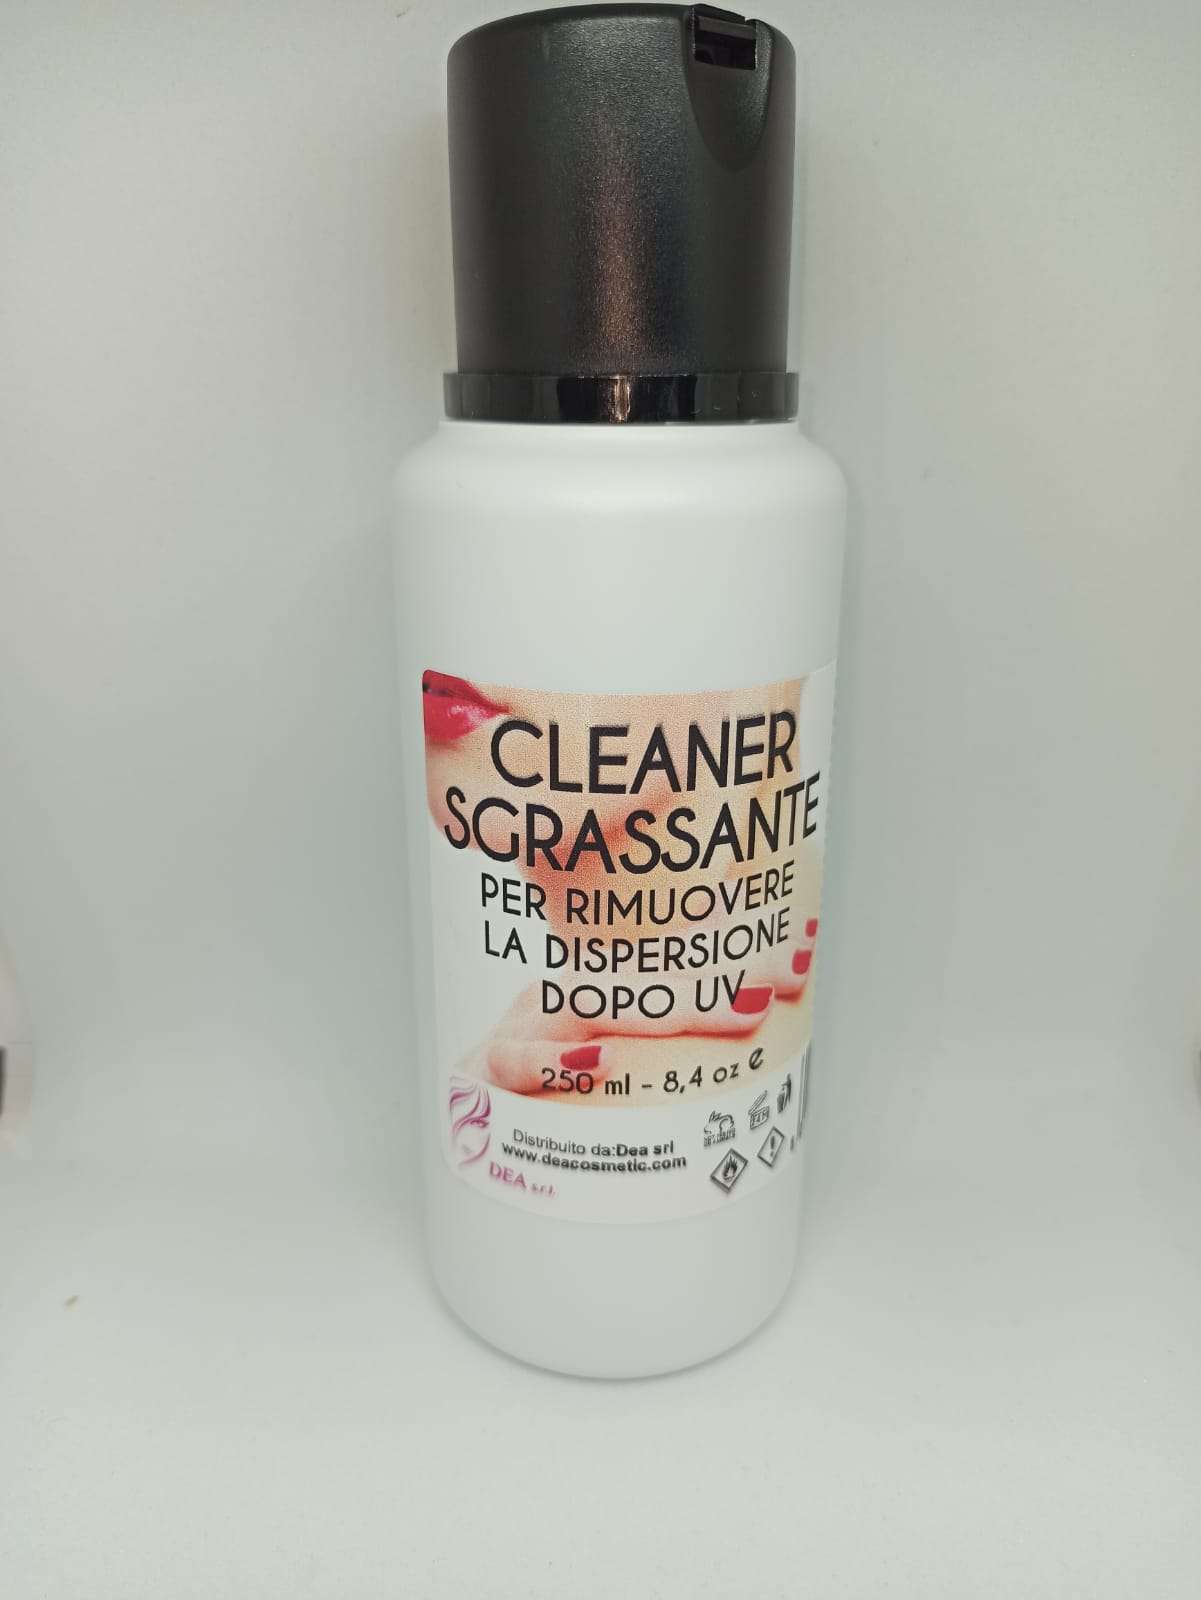 CLEANER
SGRASSANTE
PER RIMUOVERE
LA DISPERSIONE
DOPO UV
250 ml - 8,4 oz e
Distribuito da:Dea srl
www.deacosmetic.com
DEA s.r.l.